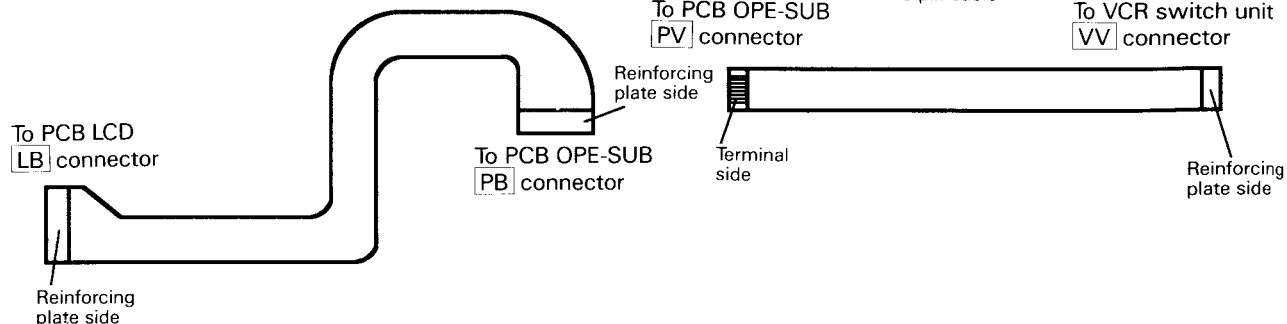 To PCB LCD
LB connector
Reinforcing
plate side
To PCB OPE-SUB
PB connector
Reinforcing
plate side
To PCB OPE-SUB
PV connector
Terminal
side
To VCR switch unit
VV connector
Reinforcing
plate side